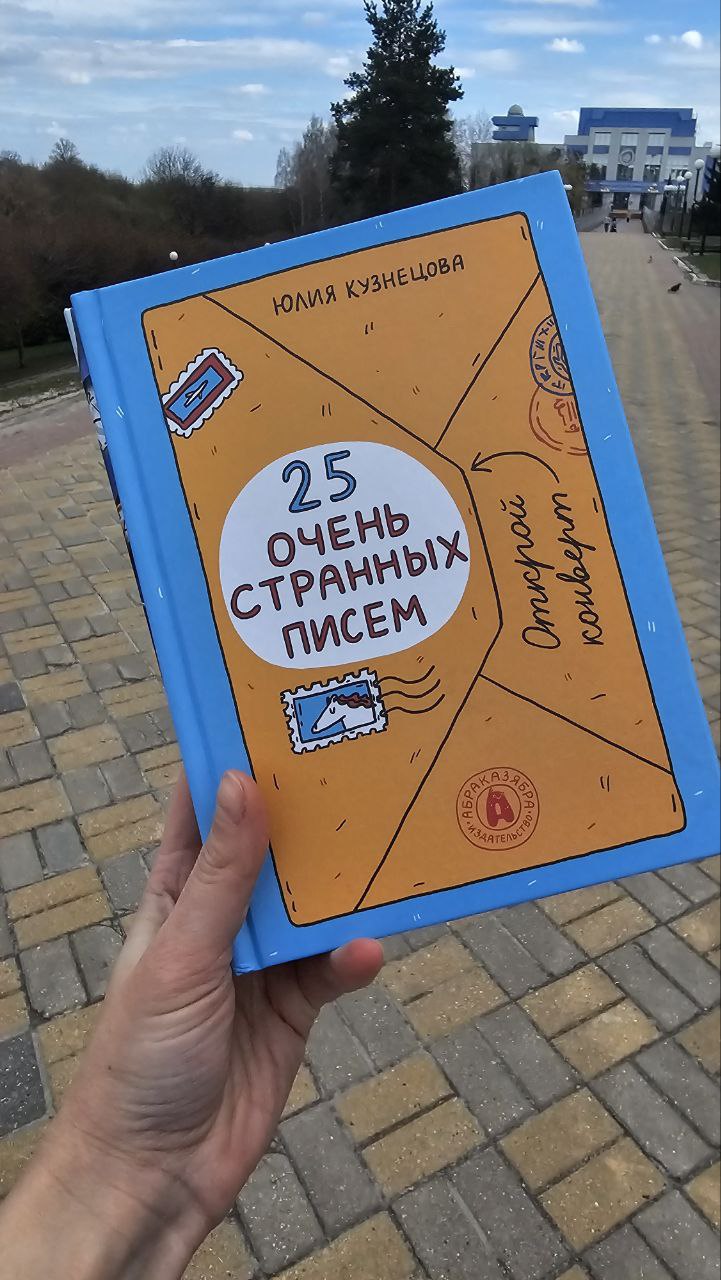 ЮЛИЯ КУЗНЕЦОВА
25
ОЧЕНЬ
СТРАННЫХ
ПИСЕМ
Открой
конверт
АБРАКАЗЯБРА
ИЗДАТЕЛЬСТВО